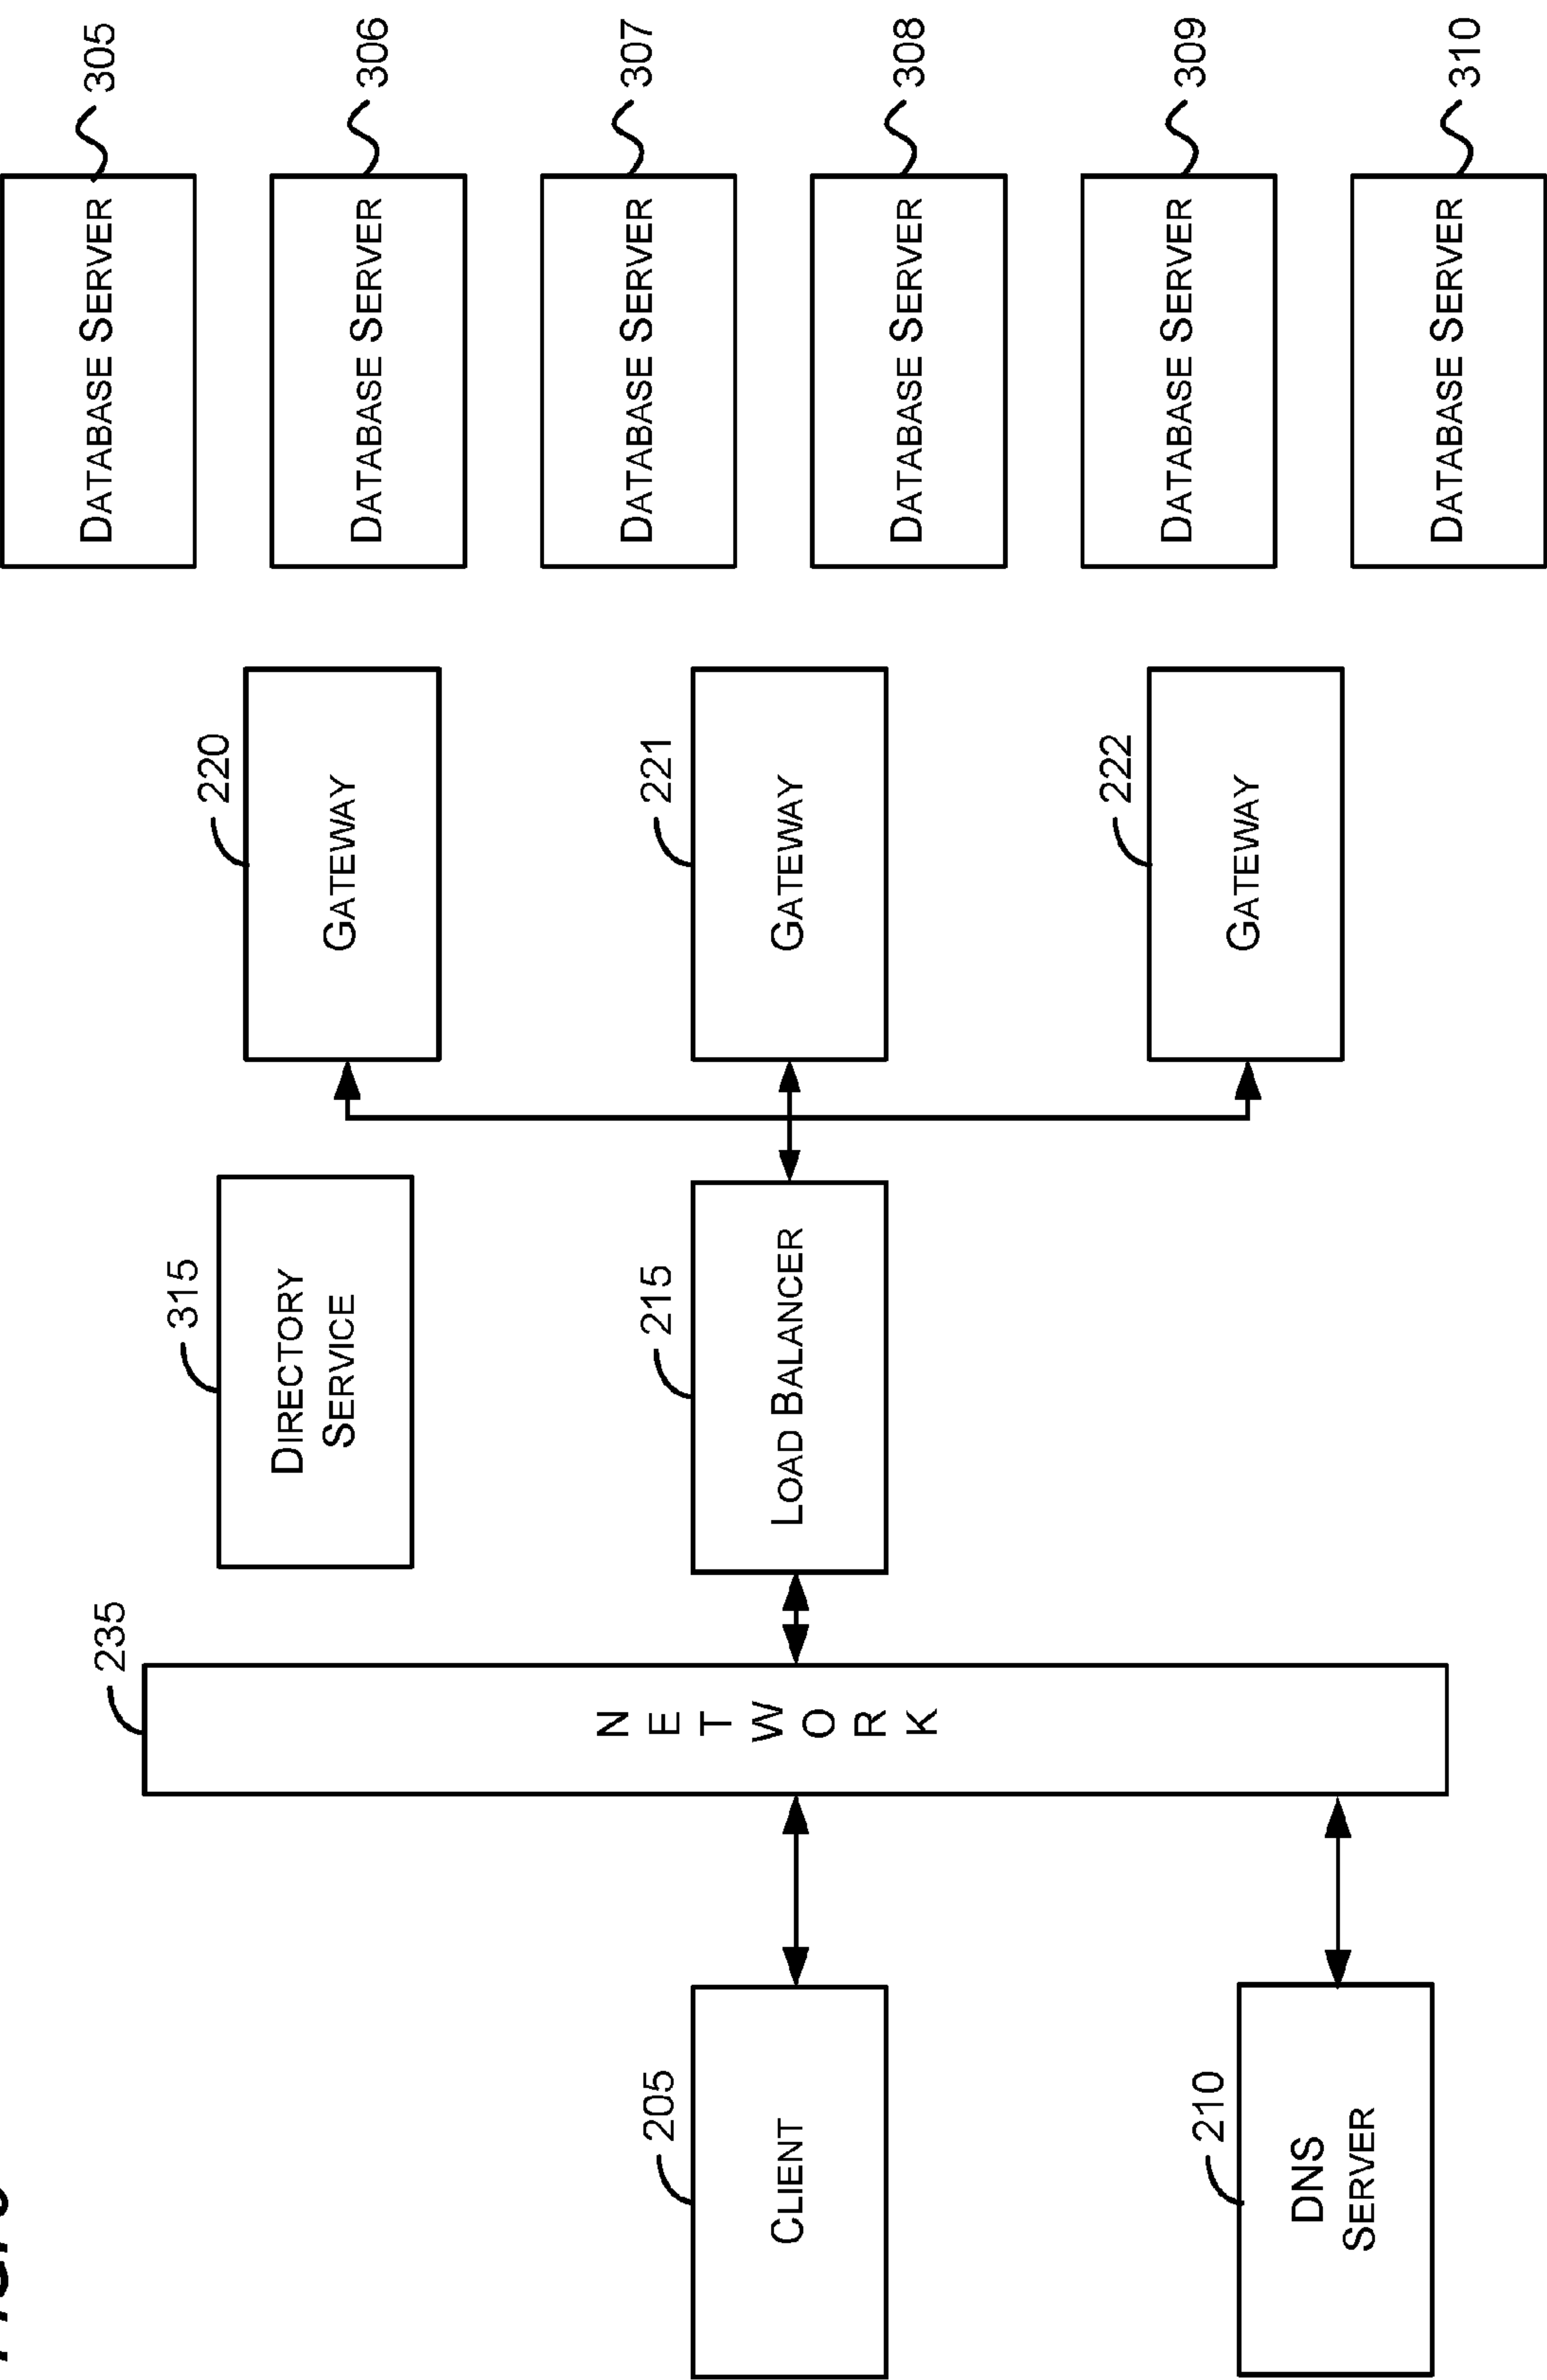 205
CLIENT
210
DNS
SERVER
235
N E T W O R K
315
DIRECTORY
SERVICE
215
LOAD BALANCER
220
GATEWAY
221
GATEWAY
222
GATEWAY
DATABASE SERVER
305
DATABASE SERVER
306
DATABASE SERVER
307
DATABASE SERVER
308
DATABASE SERVER
309
DATABASE SERVER
310